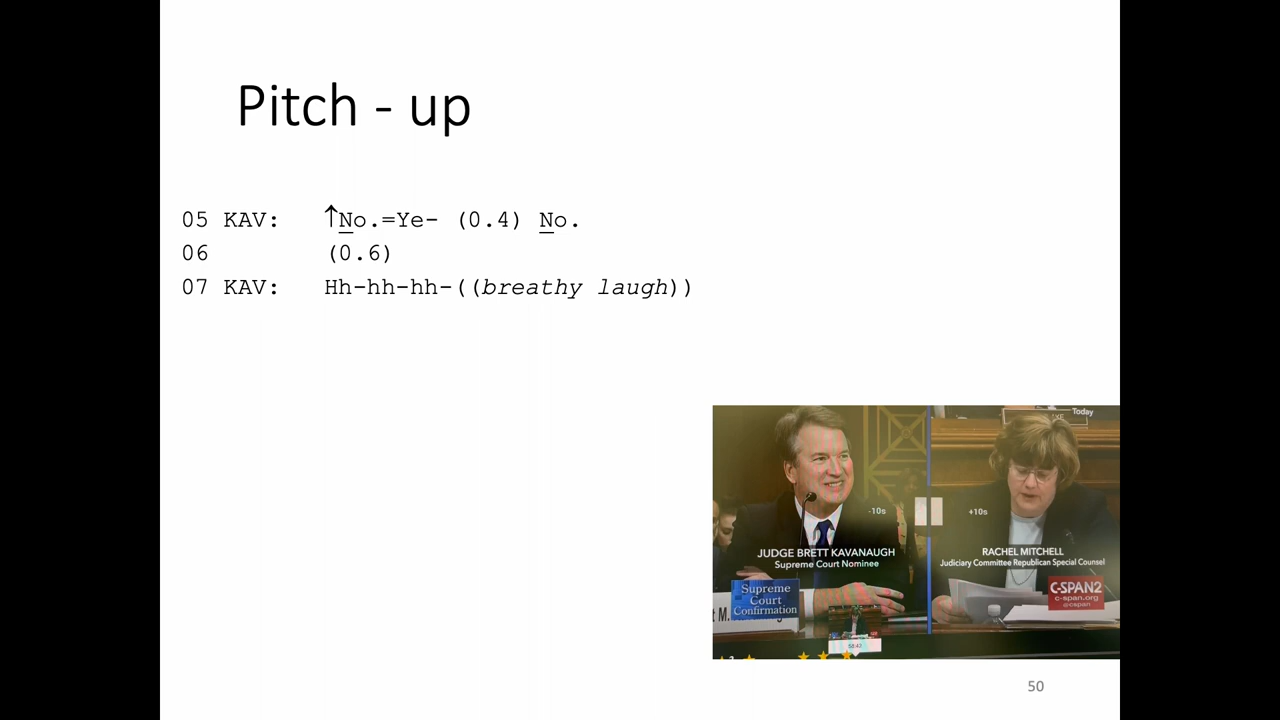 Pitch - up
05 KAV: ↑No.=Ye- (0.4) No.
06 (0.6)
07 KAV: Hh-hh-hh-((breathy laugh))
Today
-10s
+10s
JUDGE BRETT KAVANAUGH
Supreme Court Nominee
RACHEL MITCHELL
Judiciary Committee Republican Special Counsel
Supreme
Court
Confirmation
C-SPAN2
c-span.org
@cspan
50